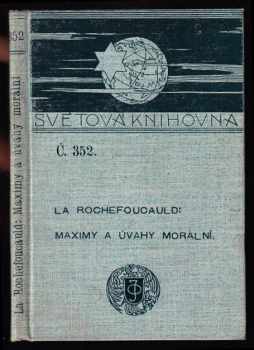 352
La Rochefoucauld: Maximy a úvahy morální
SVĚTOVÁ KNIHOVNA
Č. 352.
LA ROCHEFOUCAULD:
MAXIMY A ÚVAHY MORÁLNÍ.